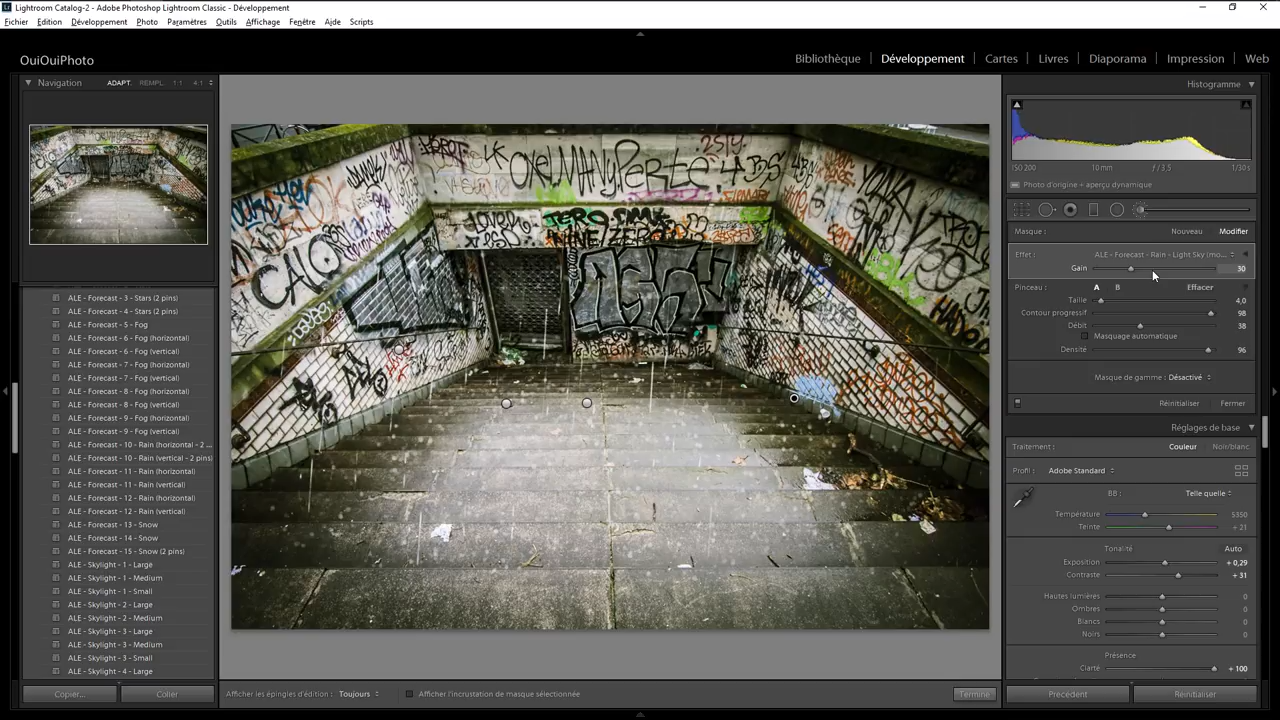 Lightroom Catalog-2 - Adobe Photoshop Lightroom Classic - Développement
Fichier Edition Développement Photo Paramètres Outils Affichage Fenêtre Aide Scripts
OuiOuiPhoto
Bibliothèque Développement Cartes Livres Diaporama Impression Web
Navigation ADAPT. REMPL. 1:1 4:1
Histogramme
ISO 200 10 mm ƒ / 3,5 1/30 s
Photo d'origine + aperçu dynamique
Masque : Nouveau Modifier
Effet : ALE - Forecast - Rain - Light Sky (mo...
Gain 30
Pinceau : A B Effacer
Taille 4,0
Contour progressif 98
Débit 38
Masquage automatique
Densité 96
Masque de gamme : Désactivé
Réinitialiser Fermer
Réglages de base
Traitement : Couleur Noir/blanc
Profil : Adobe Standard
BB : Telle quelle
Température 5350
Teinte + 21
Tonalité Auto
Exposition + 0,29
Contraste + 31
Hautes lumières 0
Ombres 0
Blancs 0
Noirs 0
Présence
Clarté + 100
Précédent Réinitialiser
ALE - Forecast - 3 - Stars (2 pins)
ALE - Forecast - 4 - Stars (2 pins)
ALE - Forecast - 5 - Fog
ALE - Forecast - 6 - Fog (horizontal)
ALE - Forecast - 6 - Fog (vertical)
ALE - Forecast - 7 - Fog (horizontal)
ALE - Forecast - 7 - Fog (vertical)
ALE - Forecast - 8 - Fog (horizontal)
ALE - Forecast - 8 - Fog (vertical)
ALE - Forecast - 9 - Fog (horizontal)
ALE - Forecast - 9 - Fog (vertical)
ALE - Forecast - 10 - Rain (horizontal - 2 ...
ALE - Forecast - 10 - Rain (vertical - 2 pins)
ALE - Forecast - 11 - Rain (horizontal)
ALE - Forecast - 11 - Rain (vertical)
ALE - Forecast - 12 - Rain (horizontal)
ALE - Forecast - 12 - Rain (vertical)
ALE - Forecast - 13 - Snow
ALE - Forecast - 14 - Snow
ALE - Forecast - 15 - Snow (2 pins)
ALE - Skylight - 1 - Large
ALE - Skylight - 1 - Medium
ALE - Skylight - 1 - Small
ALE - Skylight - 2 - Large
ALE - Skylight - 2 - Medium
ALE - Skylight - 3 - Large
ALE - Skylight - 3 - Medium
ALE - Skylight - 3 - Small
ALE - Skylight - 4 - Large
Copier... Coller
Afficher les épingles d'édition : Toujours Afficher l'incrustation de masque sélectionnée Terminé